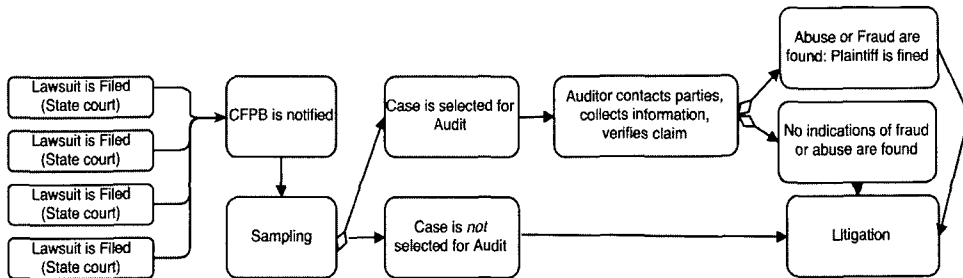 Lawsuit is Filed
(State court)
Lawsuit is Filed
(State court)
Lawsuit is Filed
(State court)
Lawsuit is Filed
(State court)
CFPB is notified
Sampling
Case is selected for
Audit
Case is not
selected for Audit
Auditor contacts parties,
collects information,
verifies claim
Abuse or Fraud are
found: Plaintiff is fined
No indications of fraud
or abuse are found
Litigation